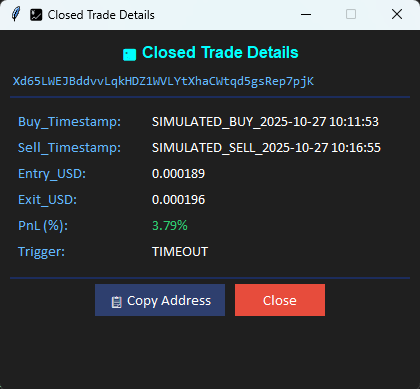 Closed Trade Details
Closed Trade Details
Xd65LWEJBddvvLqkHDZ1WVLYtXhaCWtqd5gsRep7pjK
Buy_Timestamp: SIMULATED_BUY_2025-10-27 10:11:53
Sell_Timestamp: SIMULATED_SELL_2025-10-27 10:16:55
Entry_USD: 0.000189
Exit_USD: 0.000196
PnL (%): 3.79%
Trigger: TIMEOUT
Copy Address Close